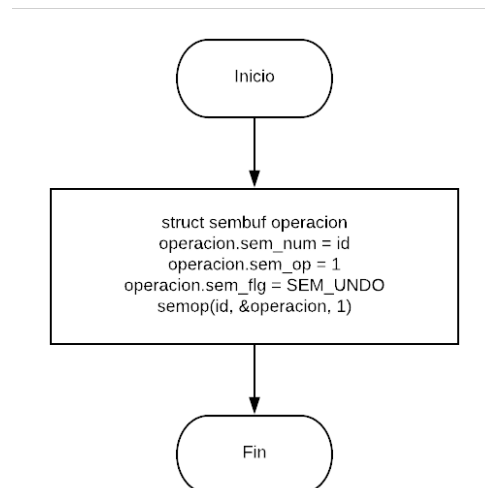 Inicio
struct sembuf operacion
operacion.sem_num = id
operacion.sem_op = 1
operacion.sem_flg = SEM_UNDO
semop(id, &operacion, 1)
Fin